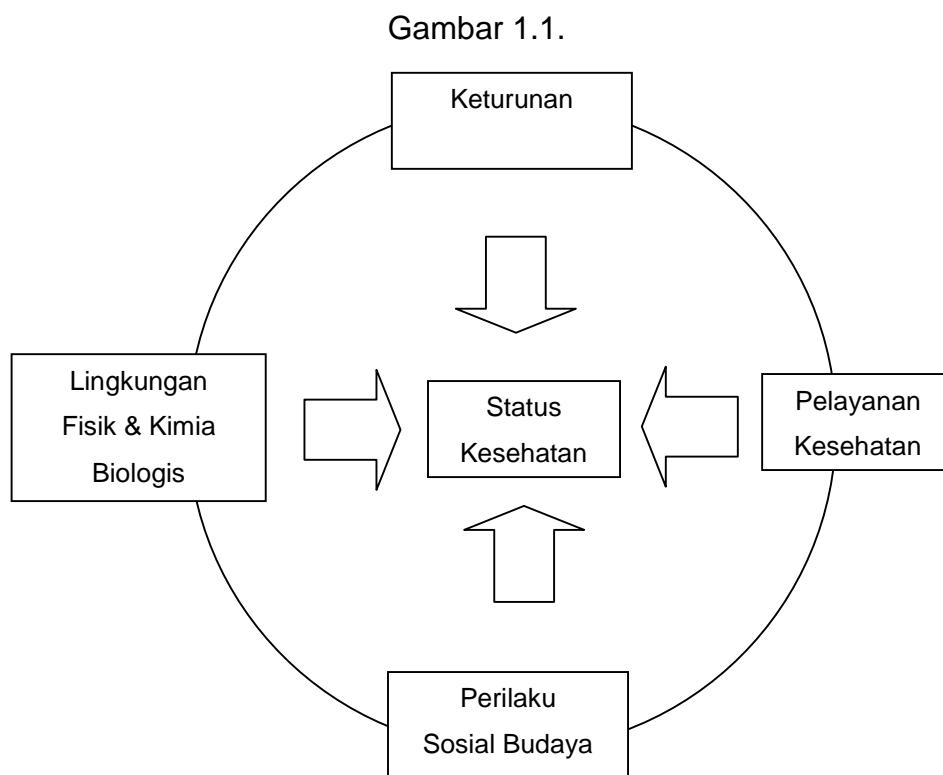 Gambar 1.1.
Keturunan
Lingkungan
Fisik & Kimia
Biologis
Status
Kesehatan
Pelayanan
Kesehatan
Perilaku
Sosial Budaya